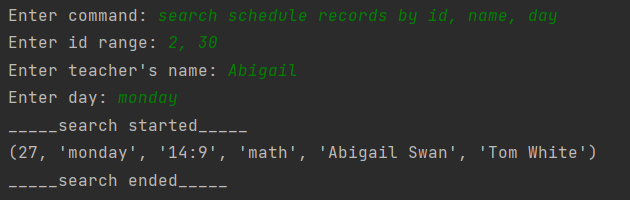 Enter command: search schedule records by id, name, day
Enter id range: 2, 30
Enter teacher's name: Abigail
Enter day: monday
_____search started_____
(27, 'monday', '14:9', 'math', 'Abigail Swan', 'Tom White')
_____search ended_____